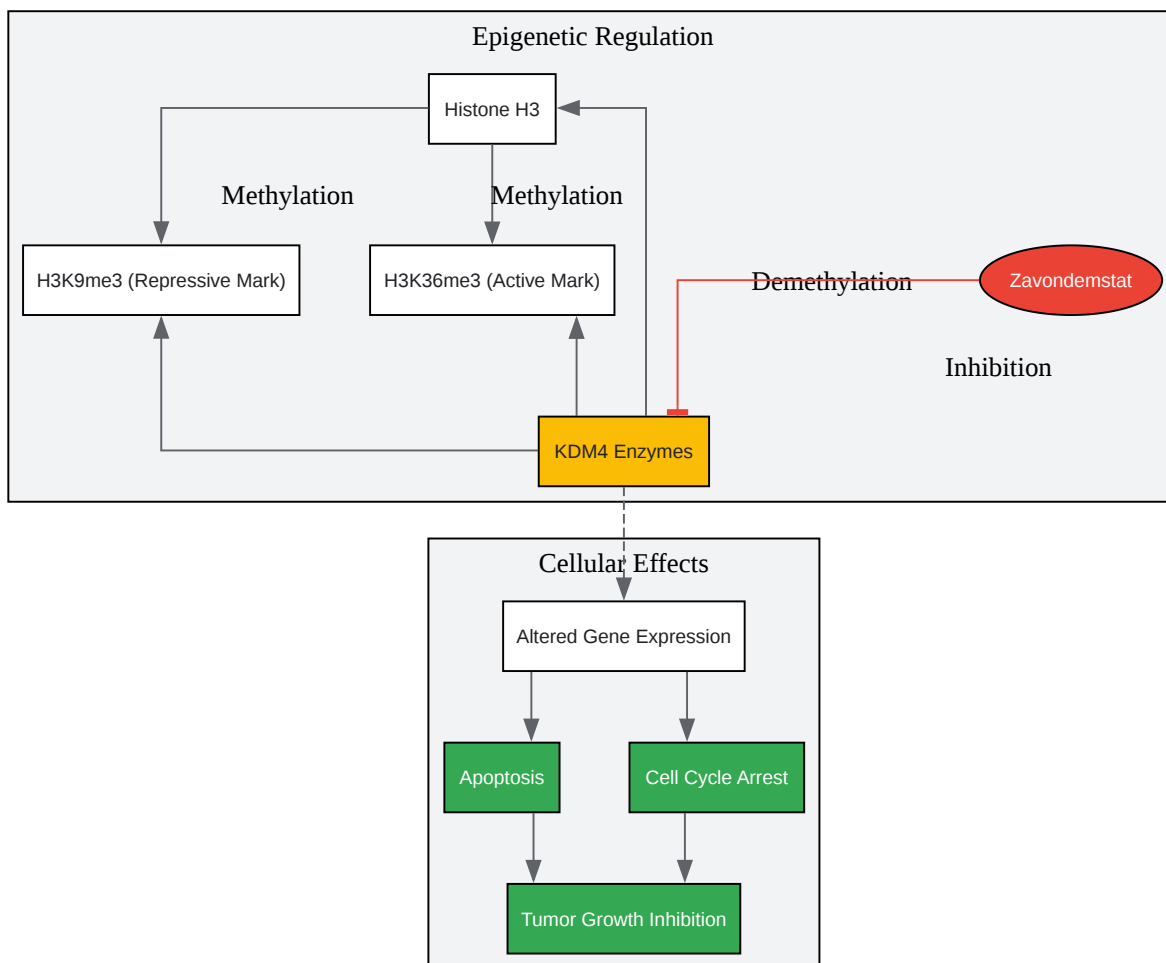 Epigenetic Regulation
Histone H3
Methylation
Methylation
H3K9me3 (Repressive Mark)
H3K36me3 (Active Mark)
Demethylation
Zavondemstat
Inhibition
KDM4 Enzymes
Cellular Effects
Altered Gene Expression
Apoptosis
Cell Cycle Arrest
Tumor Growth Inhibition